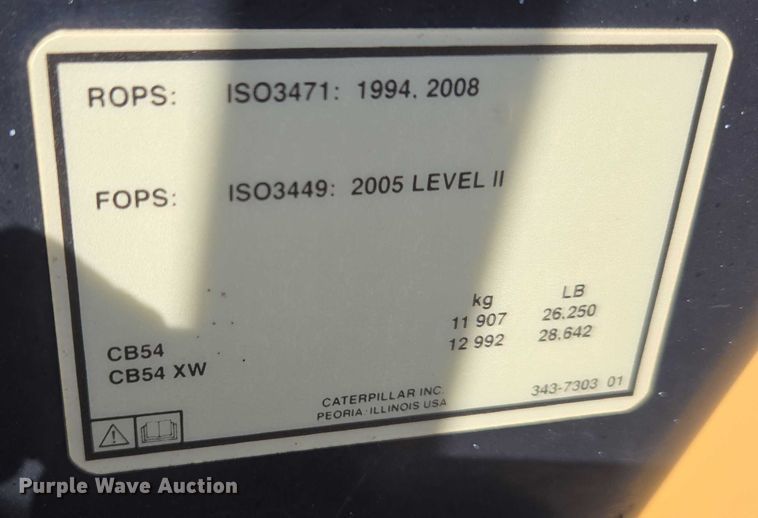 ROPS: ISO3471: 1994. 2008
FOPS: ISO3449: 2005 LEVEL II
kg LB
CB54 11 907 26.250
CB54 XW 12 992 28.642
CATERPILLAR INC.
PEORIA ILLINOIS USA
343-7303 01
Purple Wave Auction